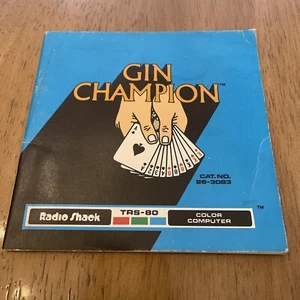 GIN
CHAMPION™
CAT. NO.
26-3083
Radio Shack
TRS-80
COLOR
COMPUTER
TM